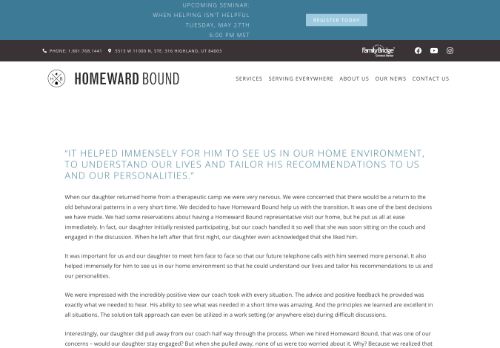 UPCOMING SEMINAR:
WHEN HELPING ISN'T HELPFUL
TUESDAY, MAY 27TH
6:00 PM MST
REGISTER TODAY
PHONE: 1.801.768.1441
5513 W 11000 N, STE. 316 HIGHLAND, UT 84003
FamilyBridge
HOMEWARD BOUND
SERVICES SERVING EVERYWHERE ABOUT US OUR NEWS CONTACT US
"IT HELPED IMMENSELY FOR HIM TO SEE US IN OUR HOME ENVIRONMENT,
TO UNDERSTAND OUR LIVES AND TAILOR HIS RECOMMENDATIONS TO US
AND OUR PERSONALITIES."
When our daughter returned home from a therapeutic camp we were very nervous. We were concerned that there would be a return to the
old behavioral patterns in a very short time. We decided to have Homeward Bound help us with the transition. It was one of the best decisions
we have made. We had some reservations about having a Homeward Bound representative visit our home, but he put us all at ease
immediately. In fact, our daughter initially resisted participating, but our coach handled it so well that she was soon sitting on the couch and
engaged in the discussion. When he left after that first night, our daughter even acknowledged that she liked him.
It was important for us and our daughter to meet him face to face so that our future telephone calls with him seemed more personal. It also
helped immensely for him to see us in our home environment so that he could understand our lives and tailor his recommendations to us and
our personalities.
We were impressed with the incredibly positive view our coach took with every situation. The advice and positive feedback he provided was
exactly what we needed to hear. His ability to see what was needed in a short time was amazing. And the principles we learned are excellent in
all situations. The solution talk approach can even be utilized in a work setting (or anywhere else) during difficult discussions.
Interestingly, our daughter did pull away from our coach half way through the process. When we hired Homeward Bound, that was one of our
concerns – would our daughter stay engaged? But when she pulled away, none of us were too worried about it. Why? Because we realized that